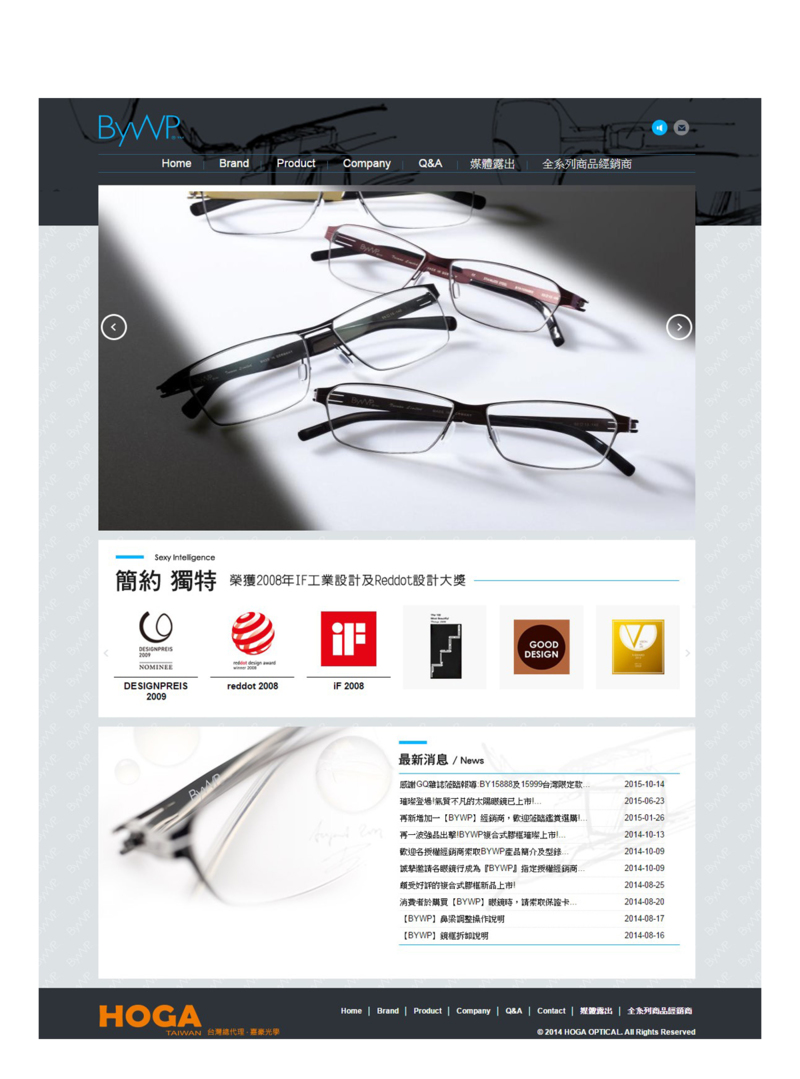 ByWP
Home
Brand
Product
Company
Q&A
媒體露出
全系列商品經銷商
Sexy Intelligence
簡約 獨特 榮獲2008年IF工業設計及Reddot設計大獎
DESIGNPREIS
2009
NOMINEE
reddot design award
winner 2008
iF
GOOD
DESIGN
DESIGNPREIS
2009
reddot 2008
iF 2008
ByWP
最新消息 / News
感謝GQ雜誌蒞臨報導:BY15888及15999台灣限定款... 2015-10-14
璀璨登場!氣質不凡的太陽眼鏡已上市!... 2015-06-23
再新增加一【BYWP】經銷商，歡迎蒞臨鑑賞選購!... 2015-01-26
再一波強品出擊!BYWP複合式膠框璀璨上市!... 2014-10-13
歡迎各授權經銷商索取BYWP產品簡介及型錄... 2014-10-09
誠摯邀請各眼鏡行成為『BYWP』指定授權經銷商... 2014-10-09
頗受好評的複合式膠框新品上市! 2014-08-25
消費者於購買【BYWP】眼鏡時，請索取保證卡... 2014-08-20
【BYWP】鼻梁調整操作說明 2014-08-17
【BYWP】鏡框折卸說明 2014-08-16
HOGA
TAIWAN 台灣總代理 - 嘉豪光學
Home | Brand | Product | Company | Q&A | Contact | 媒體露出 | 全系列商品經銷商
© 2014 HOGA OPTICAL. All Rights Reserved